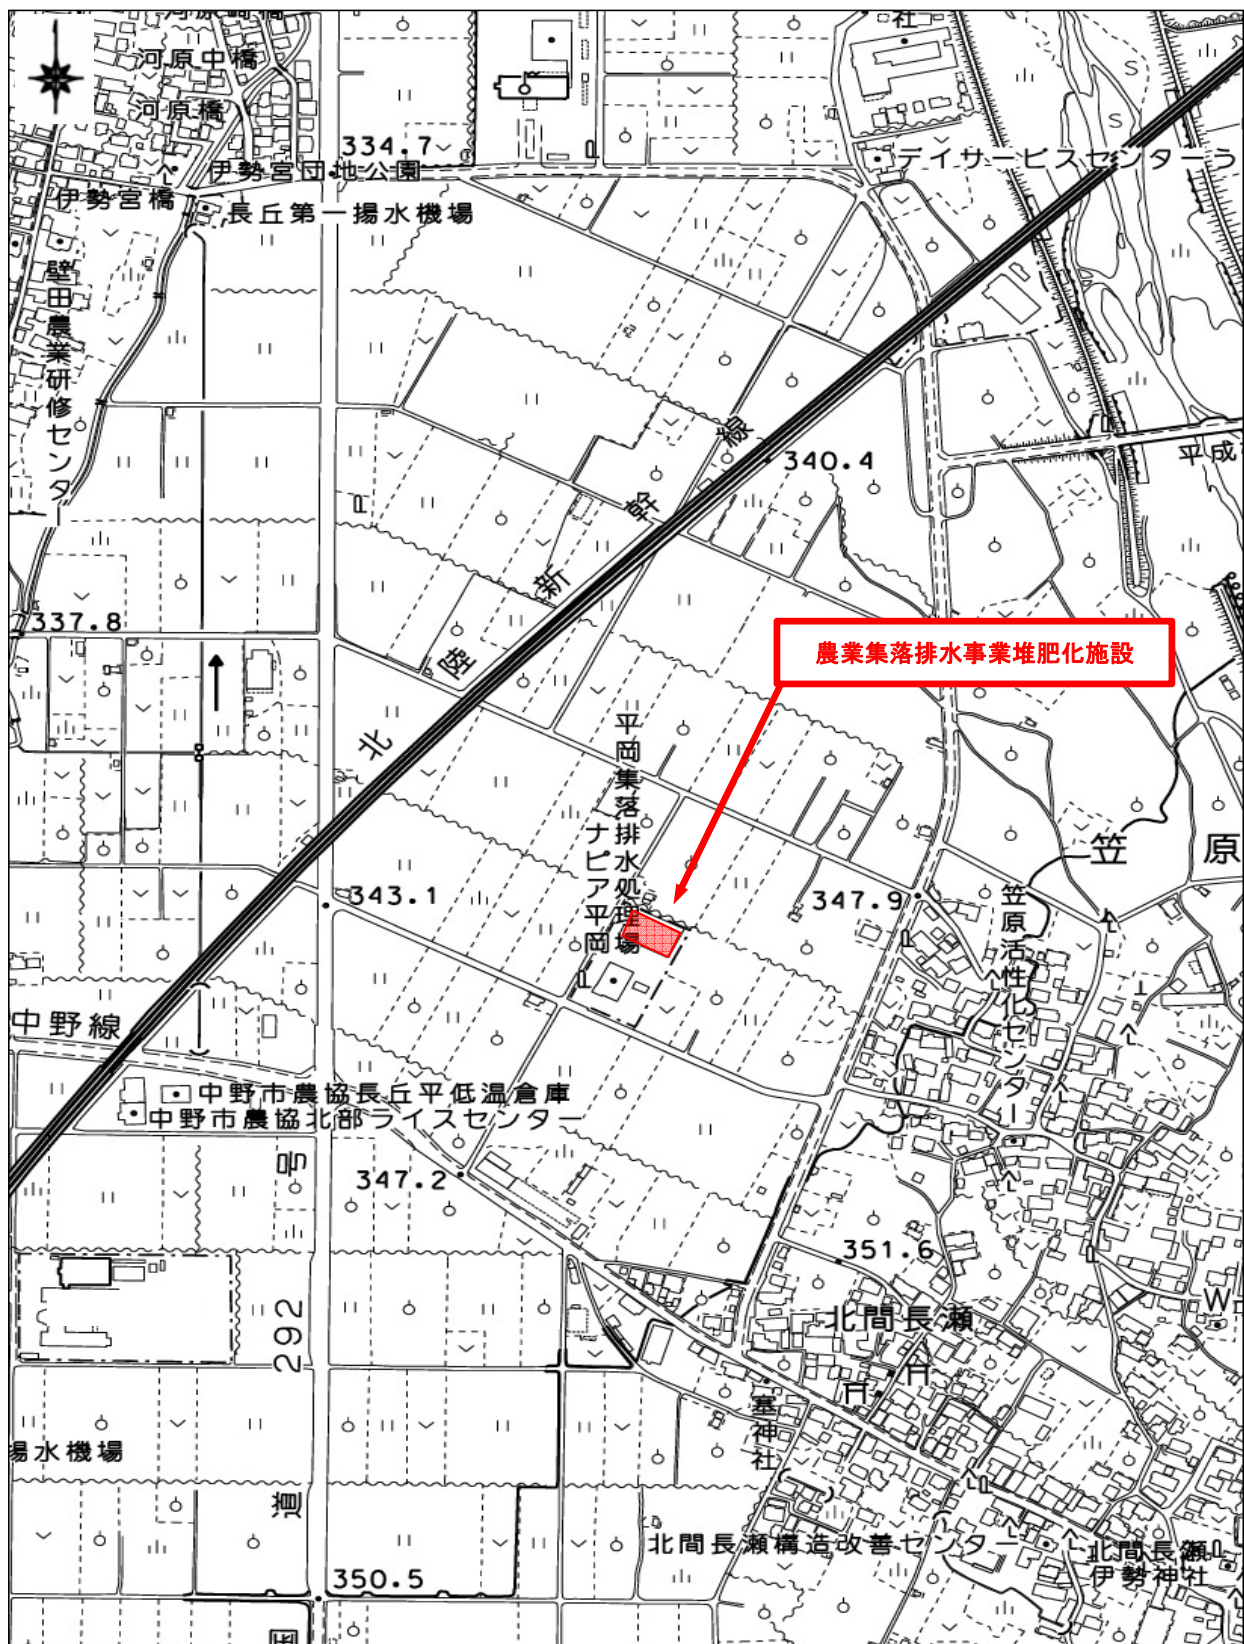 河原中橋
河原橋
社
334.7
伊勢宮団地公園
伊勢宮橋
長丘第一揚水機場
デイサービスセンターう
壁田農業研修センター
340.4
平成
337.8
北陸新幹線
農業集落排水事業堆肥化施設
平岡集落排水処理場
ナピア平岡
343.1
347.9
笠原
笠原活性化センター
中野線
中野市農協長丘平低温倉庫
中野市農協北部ライスセンター
347.2
351.6
北間長瀬
W
塞神社
揚水機場
国道292号
350.5
北間長瀬構造改善センター
北間長瀬
伊勢神社